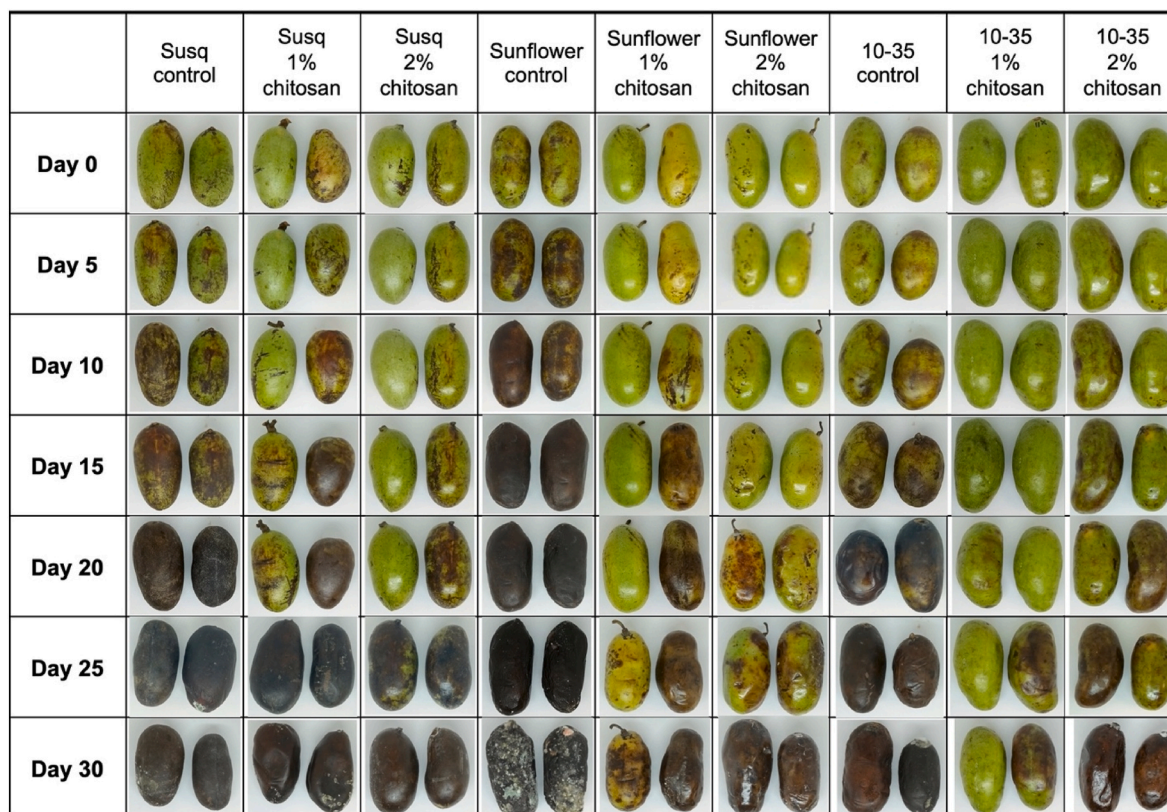 Susq
control
Susq
1%
chitosan
Susq
2%
chitosan
Sunflower
control
Sunflower
1%
chitosan
Sunflower
2%
chitosan
10-35
control
10-35
1%
chitosan
10-35
2%
chitosan
Day 0
Day 5
Day 10
Day 15
Day 20
Day 25
Day 30